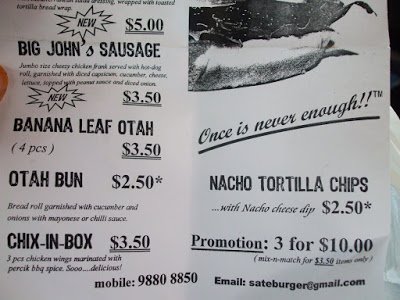 dressing, wrapped with toasted
tortilla bread wrap.
NEW
$5.00
BIG JOHN's SAUSAGE
Jumbo size cheesy chicken frank served with hot-dog
roll, garnished with diced capsicum, cucumber, cheese,
lettuce, topped with peanut sauce and diced onion.
NEW
$3.50
BANANA LEAF OTAH
( 4 pcs )
$3.50
OTAH BUN $2.50*
Bread roll garnished with cucumber and
onions with mayonese or chilli sauce.
CHIX-IN-BOX $3.50
3 pcs chicken wings marinated with
percik bbq spice. Sooo....delicious!
mobile: 9880 8850
Once is never enough!!™
NACHO TORTILLA CHIPS
...with Nacho cheese dip $2.50*
Promotion: 3 for $10.00
( mix-n-match for $3.50 items only )
Email: sateburger@gmail.com